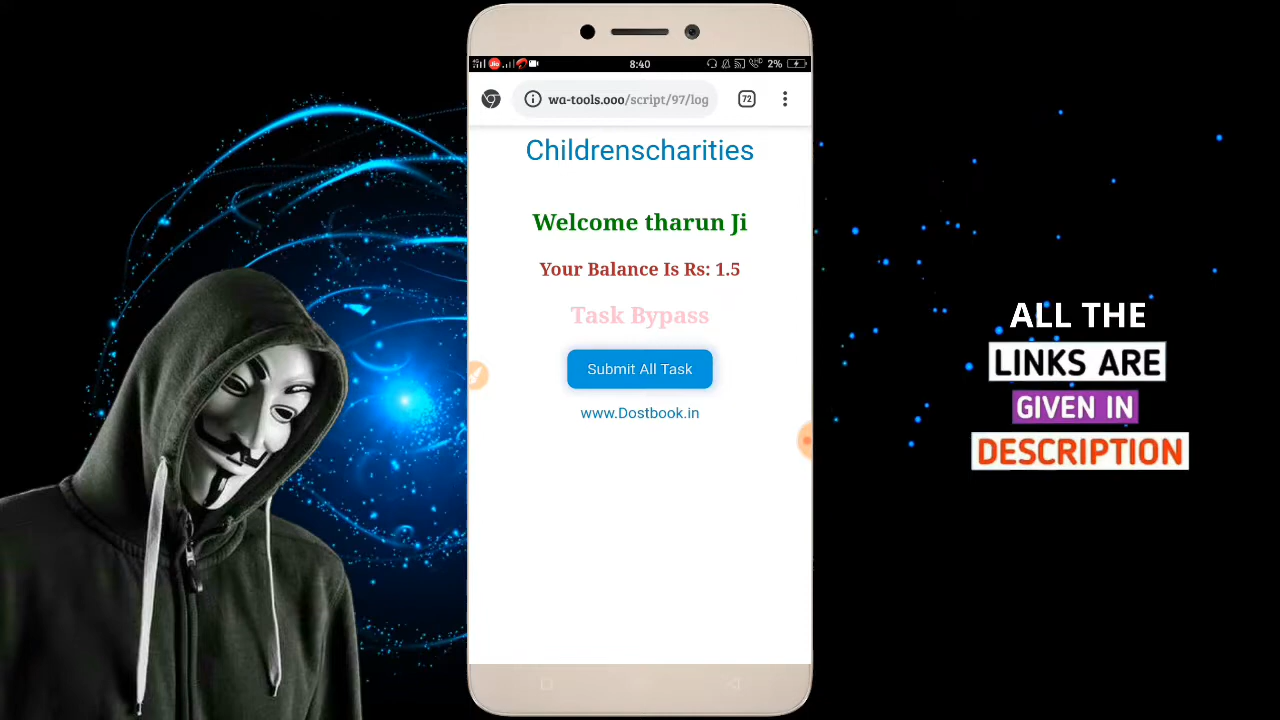 8:40
2%
wa-tools.ooo/script/97/log
72
Childrenscharities
Welcome tharun Ji
Your Balance Is Rs: 1.5
Task Bypass
Submit All Task
www.Dostbook.in
ALL THE
LINKS ARE
GIVEN IN
DESCRIPTION